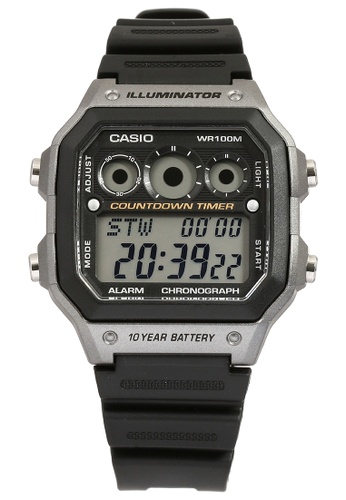 ILLUMINATOR
CASIO WR100M
ADJUST
LIGHT
COUNTDOWN TIMER
STW 00'00
20:39 22
MODE
START
ALARM CHRONOGRAPH
10 YEAR BATTERY